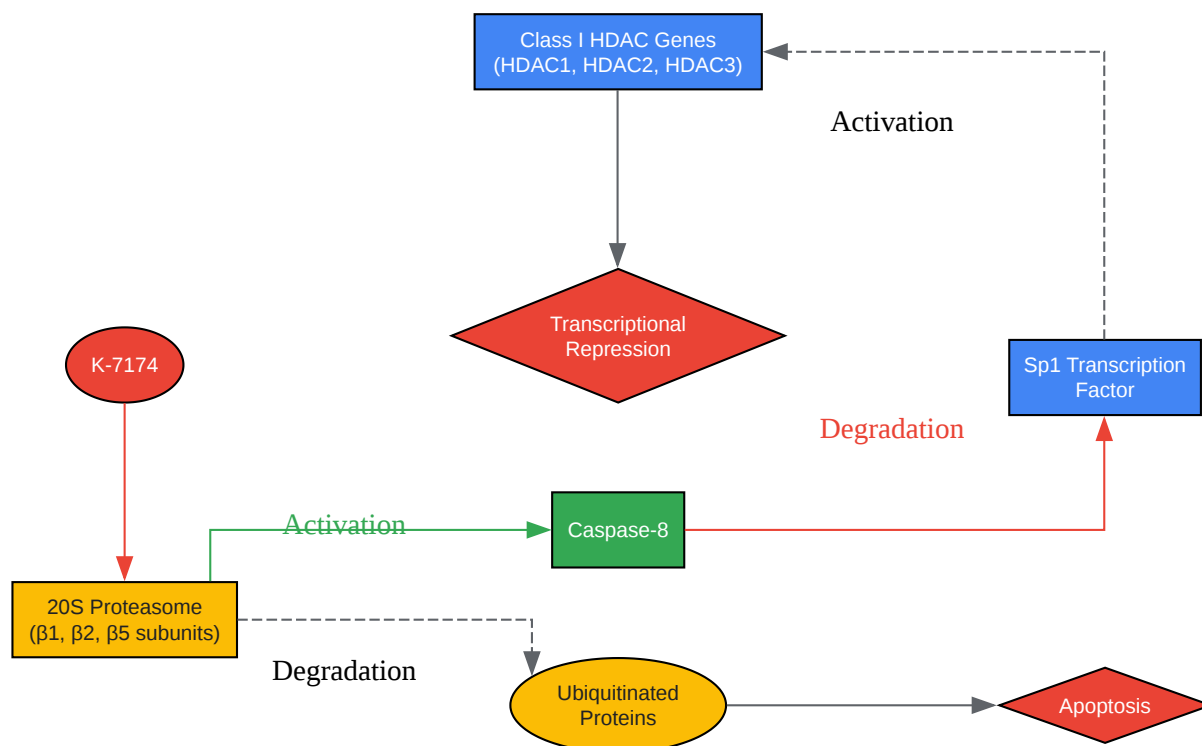 Class I HDAC Genes
(HDAC1, HDAC2, HDAC3)
Activation
Transcriptional
Repression
K-7174
Sp1 Transcription
Factor
Degradation
Activation
Caspase-8
20S Proteasome
(β1, β2, β5 subunits)
Degradation
Ubiquitinated
Proteins
Apoptosis